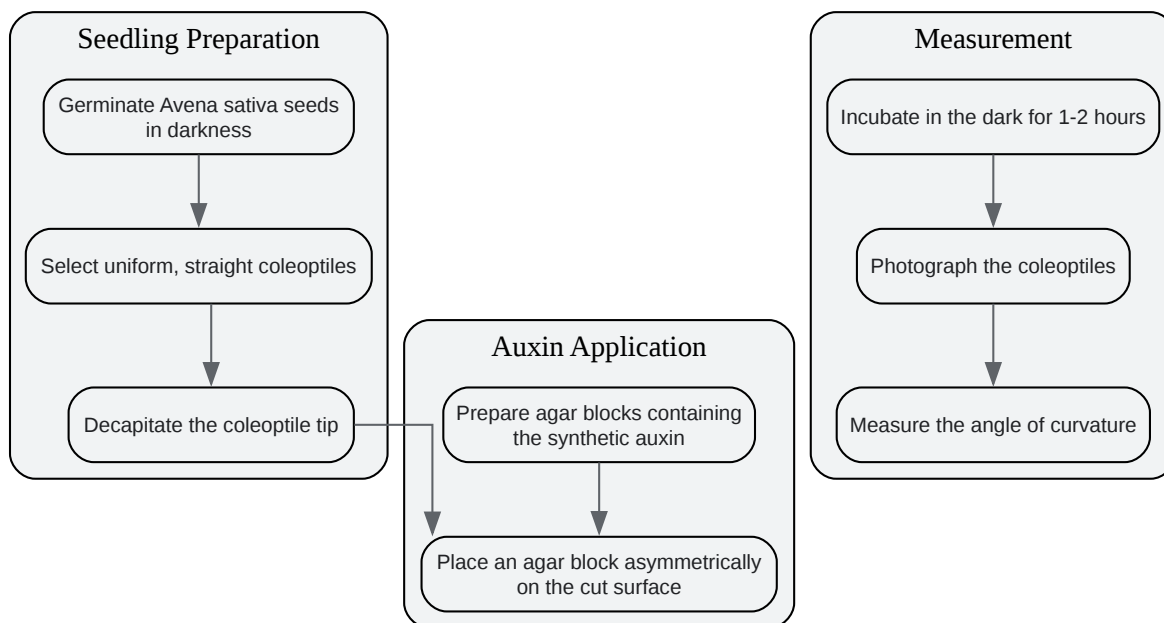 Seedling Preparation
Germinate Avena sativa seeds
in darkness
Select uniform, straight coleoptiles
Decapitate the coleoptile tip
Auxin Application
Prepare agar blocks containing
the synthetic auxin
Place an agar block asymmetrically
on the cut surface
Measurement
Incubate in the dark for 1-2 hours
Photograph the coleoptiles
Measure the angle of curvature